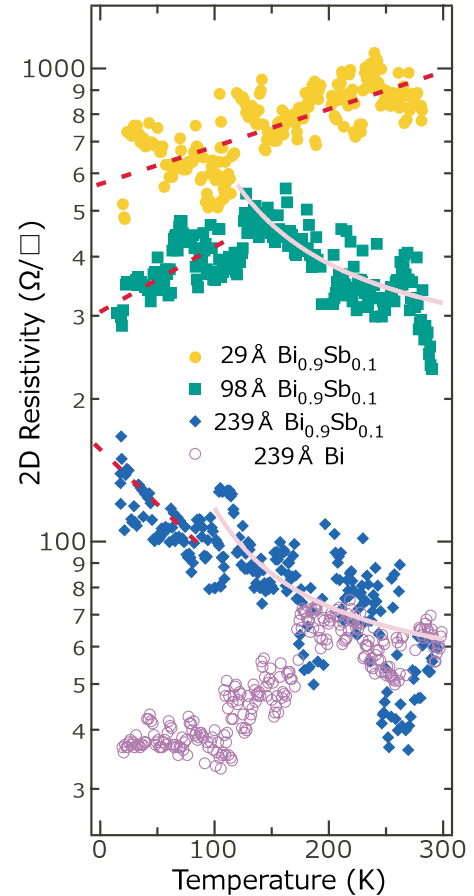 1000
9
8
7
6
5
4
3
2
100
9
8
7
6
5
4
3
2D Resistivity (Ω/□)
29 Å Bi0.9Sb0.1
98 Å Bi0.9Sb0.1
239 Å Bi0.9Sb0.1
239 Å Bi
0 100 200 300
Temperature (K)